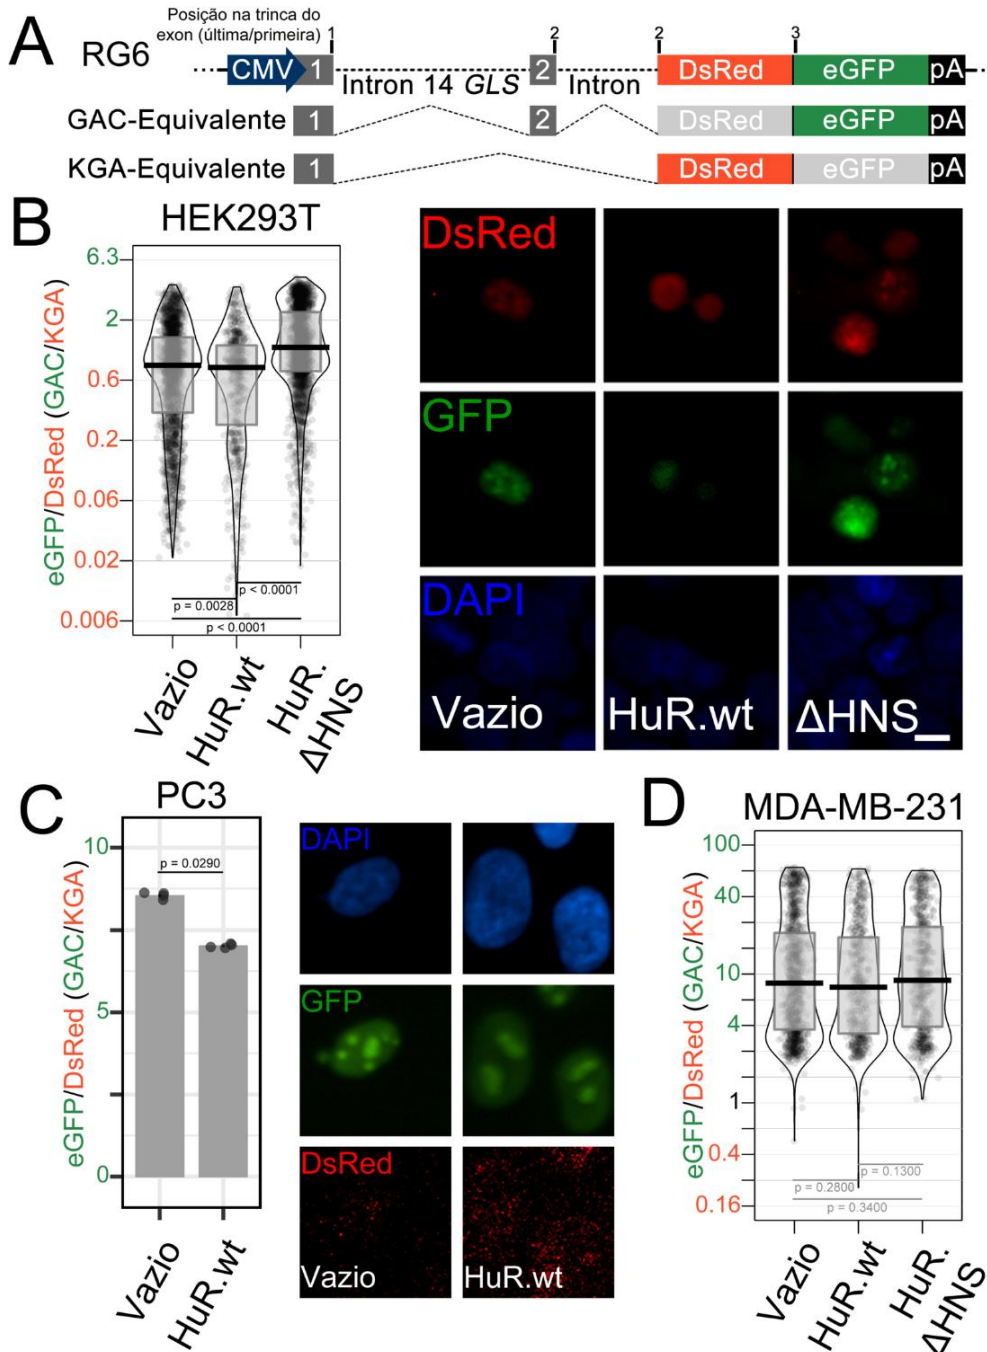 A
Posição na trinca do
exon (última/primeira)
1
2
2
3
RG6
CMV
1
Intron 14 GLS
2
Intron
DsRed
eGFP
pA
GAC-Equivalente
1
2
DsRed
eGFP
pA
KGA-Equivalente
1
DsRed
eGFP
pA
B
HEK293T
eGFP/DsRed (GAC/KGA)
6.3
2
0.6
0.2
0.06
0.02
0.006
p < 0.0001
p = 0.0028
p < 0.0001
Vazio
HuR.wt
HuR.
ΔHNS
DsRed
GFP
DAPI
Vazio
HuR.wt
ΔHNS
C
PC3
eGFP/DsRed (GAC/KGA)
10
5
0
p = 0.0290
Vazio
HuR.wt
DAPI
GFP
DsRed
Vazio
HuR.wt
D
MDA-MB-231
eGFP/DsRed (GAC/KGA)
100
40
10
4
1
0.4
0.16
p = 0.1300
p = 0.2800
p = 0.3400
Vazio
HuR.wt
HuR.
ΔHNS